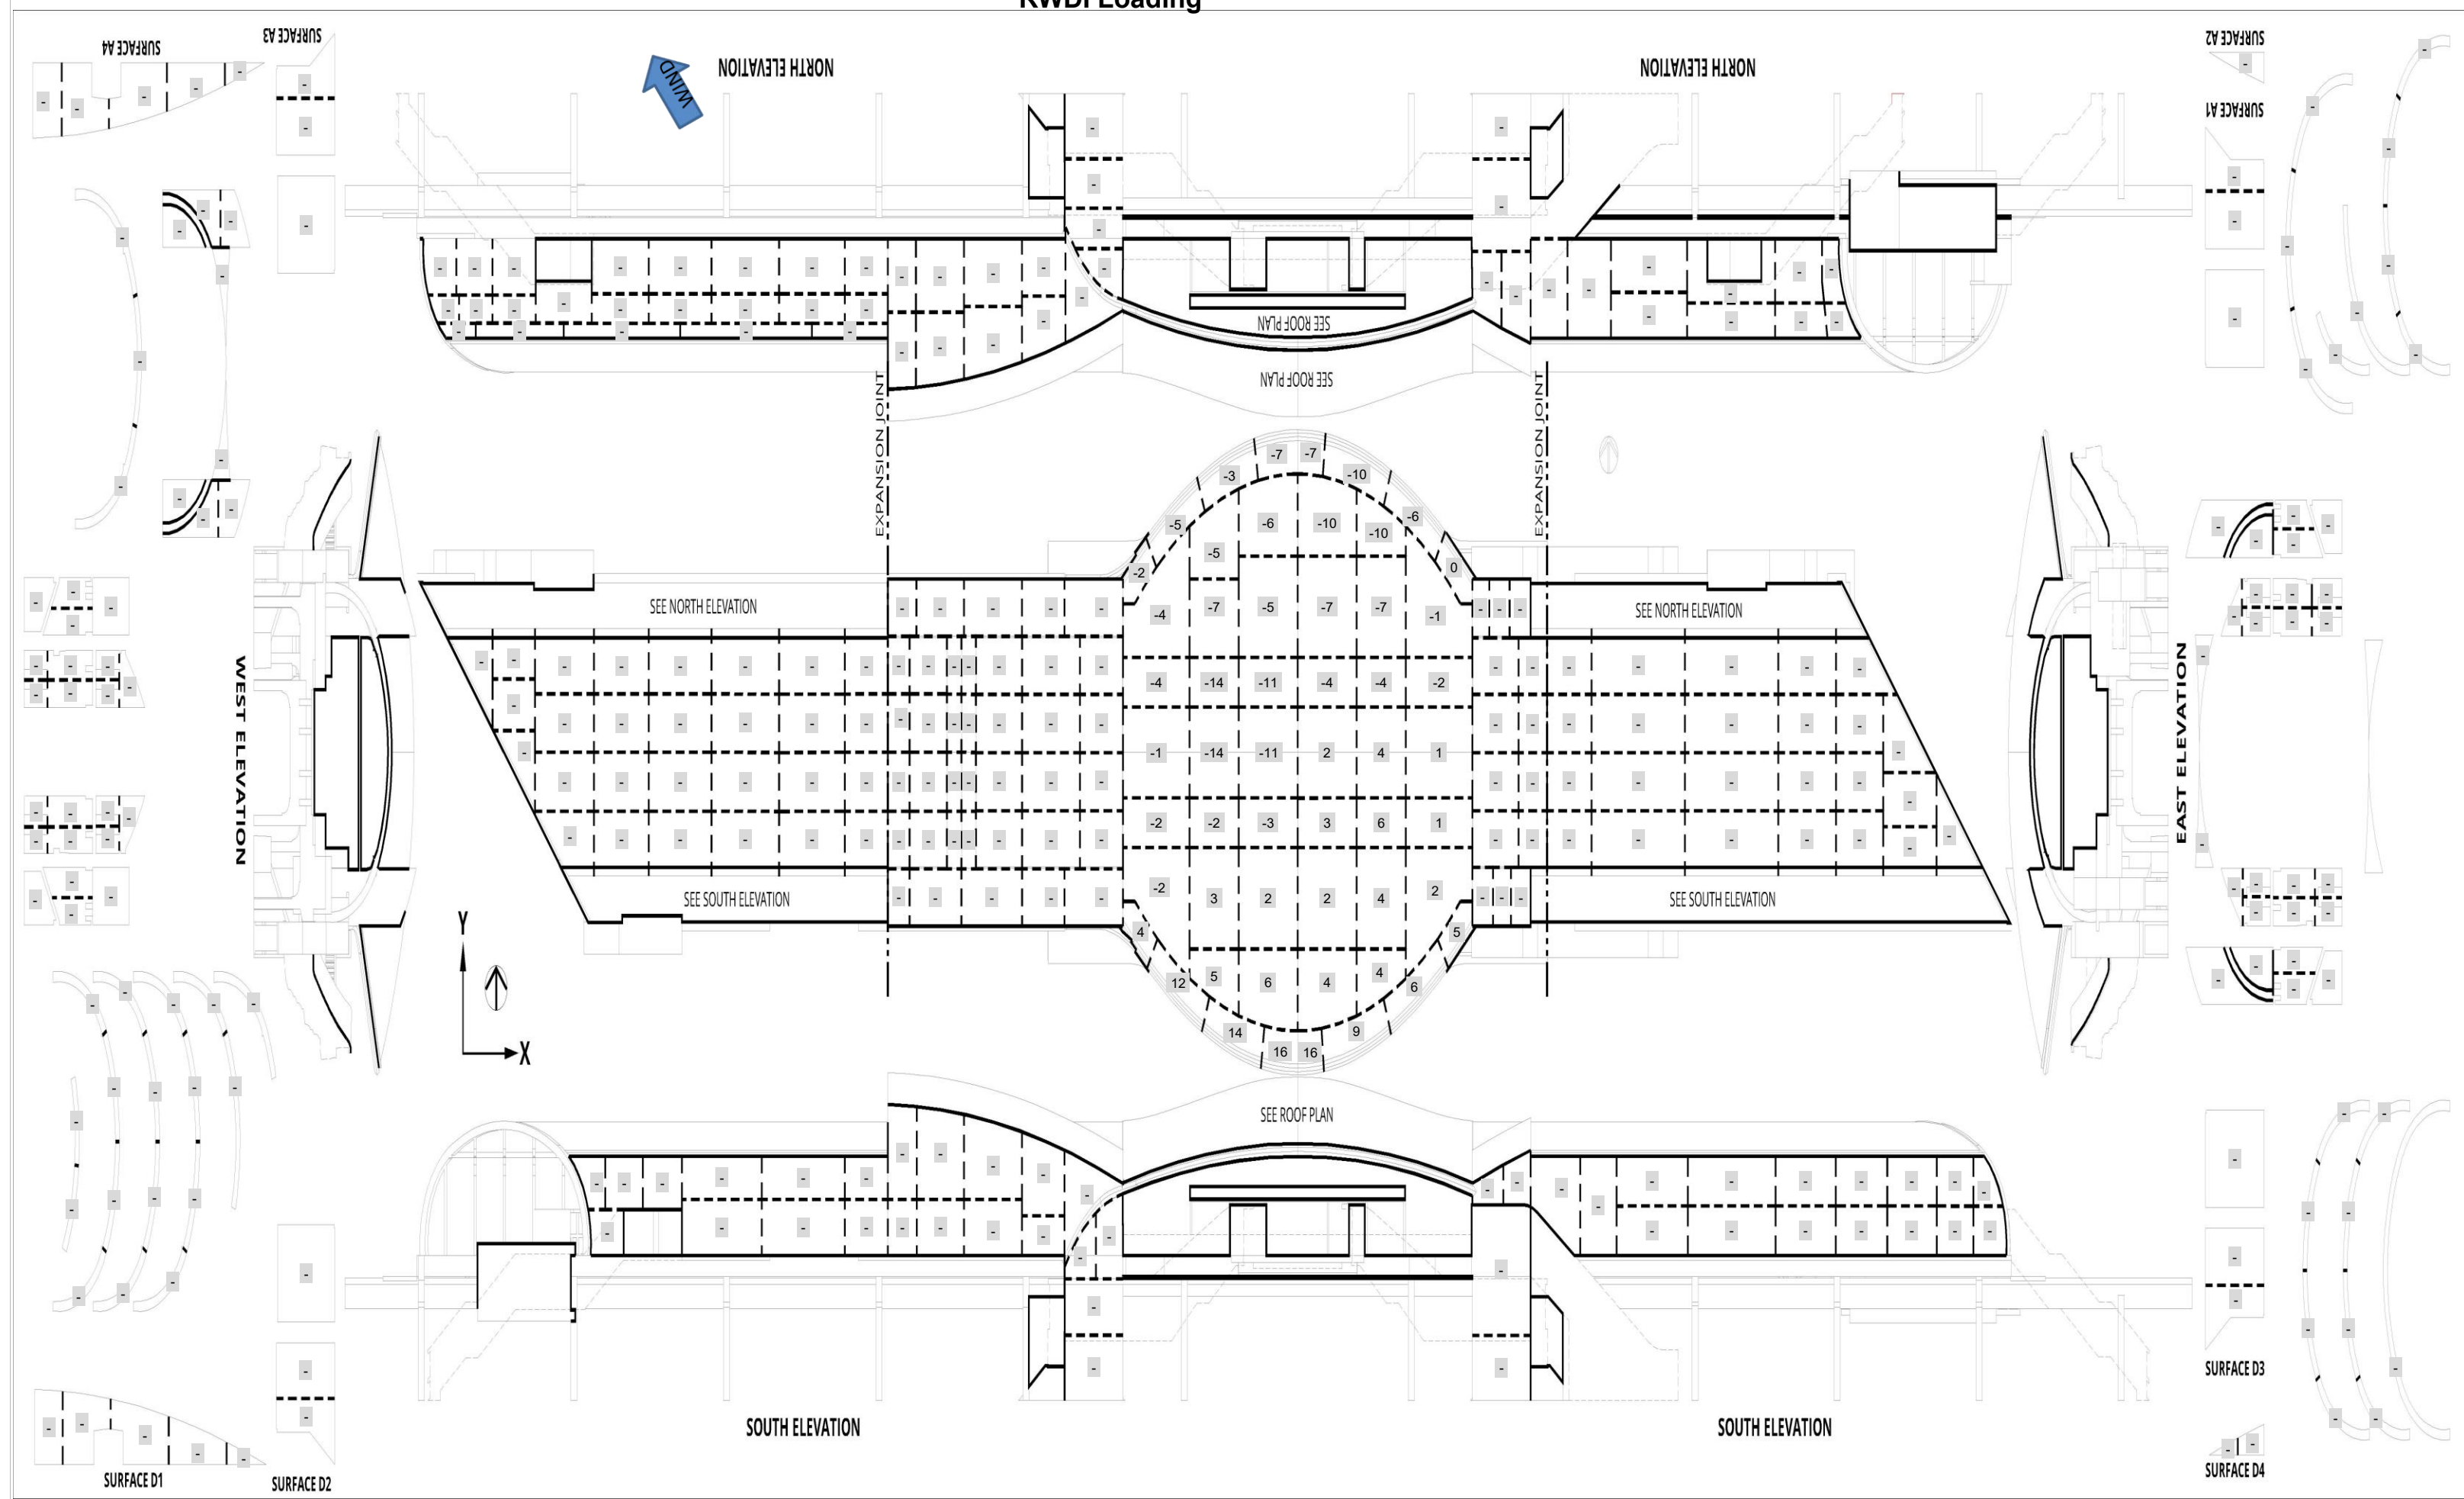 RWDI Loading
SURFACE A4
SURFACE A3
WIND
NORTH ELEVATION
NORTH ELEVATION
SURFACE A2
SURFACE A1
SEE ROOF PLAN
SEE ROOF PLAN
EXPANSION JOINT
EXPANSION JOINT
-7 -7
-3 -10
-5 -6 -10 -10 -6
-5
-2 0
SEE NORTH ELEVATION
-4 -7 -5 -7 -7 -1
SEE NORTH ELEVATION
WEST ELEVATION
EAST ELEVATION
-4 -14 -11 -4 -4 -2
-1 -14 -11 2 4 1
-2 -2 -3 3 6 1
SEE SOUTH ELEVATION
-2 3 2 2 4 2
SEE SOUTH ELEVATION
Y
X
4 5
12 5 6 4 4 6
14 9
16 16
SEE ROOF PLAN
SOUTH ELEVATION
SOUTH ELEVATION
SURFACE D3
SURFACE D1
SURFACE D2
SURFACE D4